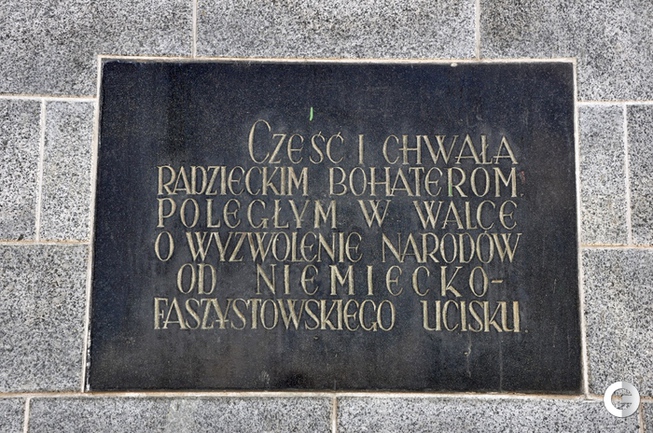 CZEŚĆ I CHWAŁA
RADZIECKIM BOHATEROM
POLEGŁYM W WALCE
O WYZWOLENIE NARODÓW
OD NIEMIECKO-
FASZYSTOWSKIEGO UCISKU